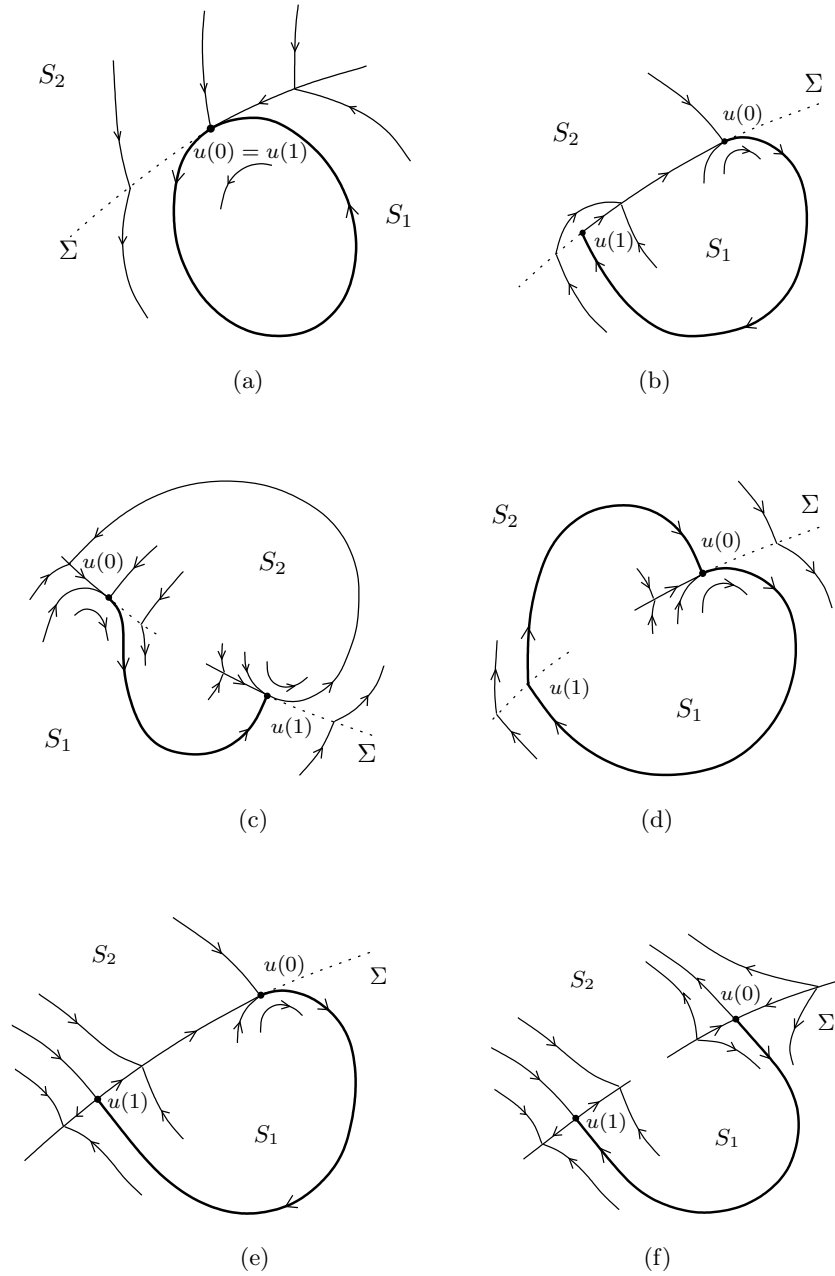 S₂
u(0) = u(1)
S₁
Σ
(a)
Σ
u(0)
S₂
u(1)
S₁
(b)
u(0)
S₂
S₁
u(1)
Σ
(c)
S₂
Σ
u(0)
u(1)
S₁
(d)
S₂
u(0)
Σ
u(1)
S₁
(e)
S₂
u(0)
Σ
u(1)
S₁
(f)